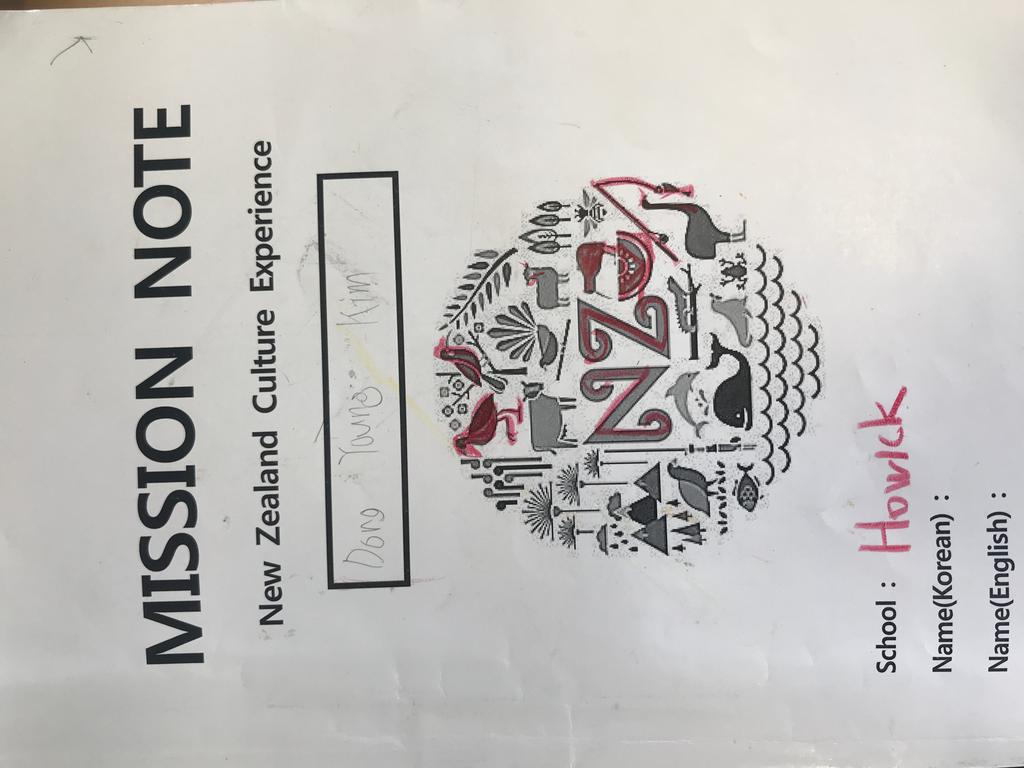 MISSION NOTE
New Zealand Culture Experience
Dong Young Kim
NZ
School : Howick
Name(Korean) :
Name(English) :